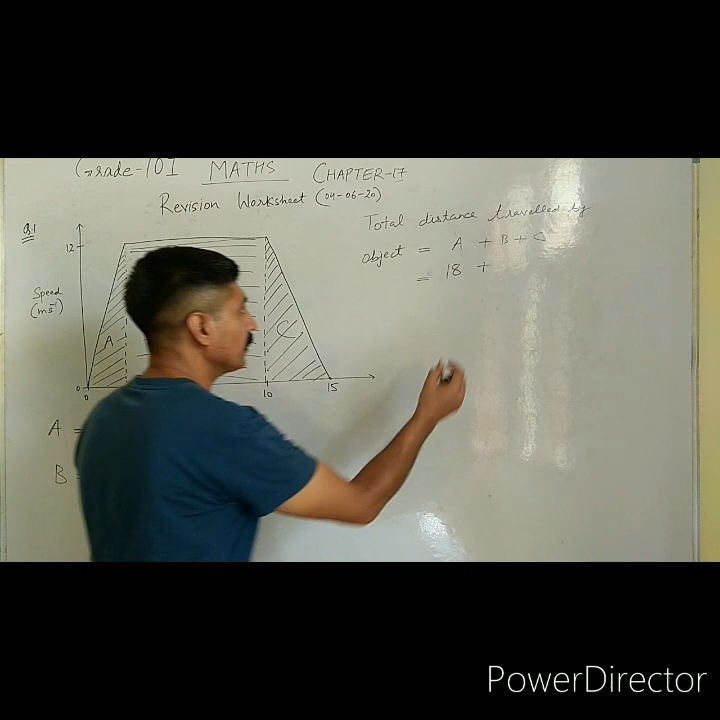 Grade-10I MATHS CHAPTER-17
Revision Worksheet (04-06-20)
Q.1
Total distance travelled by
object = A + B + C
= 18 +
12
Speed
(ms⁻¹)
A
C
0
0
10
15
A =
B =
PowerDirector